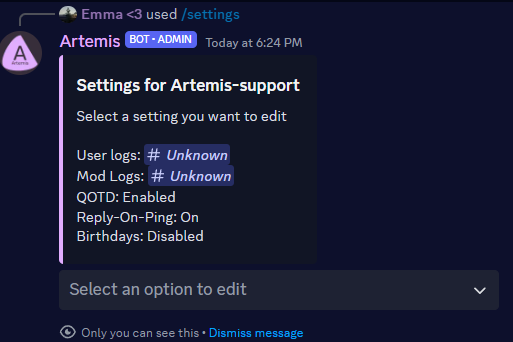 Emma <3 used /settings
A
Artemis
Artemis BOT • ADMIN Today at 6:24 PM
Settings for Artemis-support
Select a setting you want to edit
User logs: # Unknown
Mod Logs: # Unknown
QOTD: Enabled
Reply-On-Ping: On
Birthdays: Disabled
Select an option to edit
Only you can see this • Dismiss message